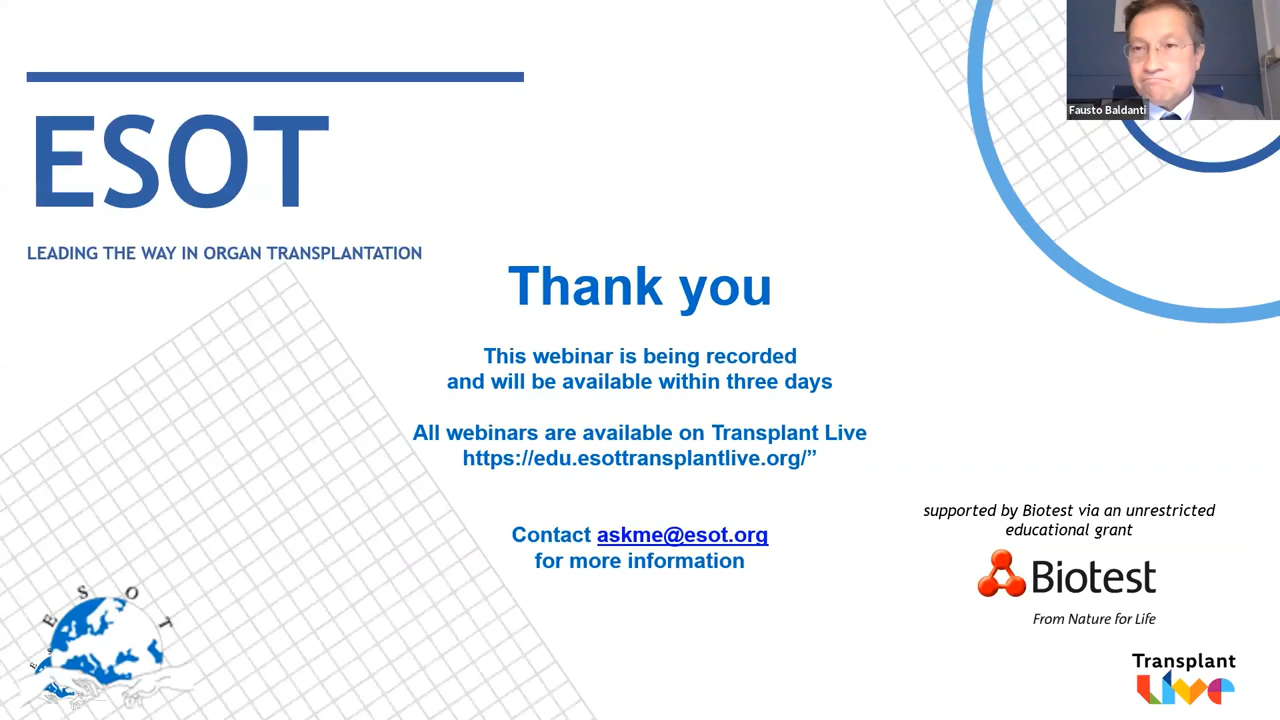 Fausto Baldanti
ESOT
LEADING THE WAY IN ORGAN TRANSPLANTATION
Thank you
This webinar is being recorded
and will be available within three days
All webinars are available on Transplant Live
https://edu.esottransplantlive.org/”
Contact askme@esot.org
for more information
supported by Biotest via an unrestricted
educational grant
Biotest
From Nature for Life
E S O T
E S
Transplant
Live